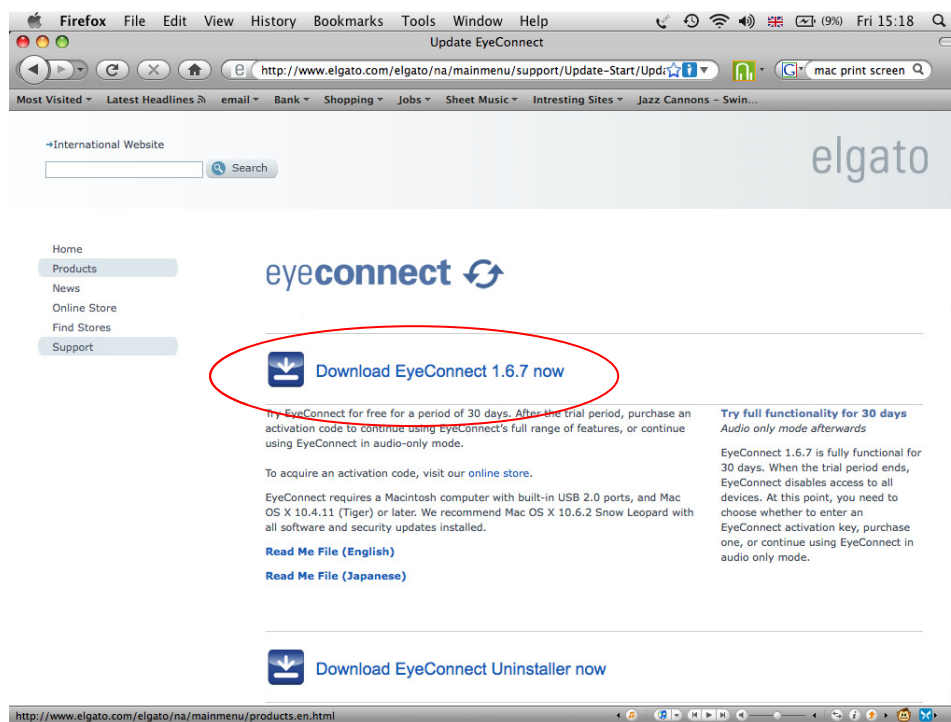 Firefox File Edit View History Bookmarks Tools Window Help (9%) Fri 15:18
Update EyeConnect
http://www.elgato.com/elgato/na/mainmenu/support/Update-Start/Upd mac print screen
Most Visited Latest Headlines email Bank Shopping Jobs Sheet Music Intresting Sites Jazz Cannons – Swin...
International Website
Search
elgato
Home
Products
News
Online Store
Find Stores
Support
eyeconnect
Download EyeConnect 1.6.7 now
Try EyeConnect for free for a period of 30 days. After the trial period, purchase an
activation code to continue using EyeConnect's full range of features, or continue
using EyeConnect in audio-only mode.
To acquire an activation code, visit our online store.
EyeConnect requires a Macintosh computer with built-in USB 2.0 ports, and Mac
OS X 10.4.11 (Tiger) or later. We recommend Mac OS X 10.6.2 Snow Leopard with
all software and security updates installed.
Read Me File (English)
Read Me File (Japanese)
Try full functionality for 30 days
Audio only mode afterwards
EyeConnect 1.6.7 is fully functional for
30 days. When the trial period ends,
EyeConnect disables access to all
devices. At this point, you need to
choose whether to enter an
EyeConnect activation key, purchase
one, or continue using EyeConnect in
audio only mode.
Download EyeConnect Uninstaller now
http://www.elgato.com/elgato/na/mainmenu/products.en.html